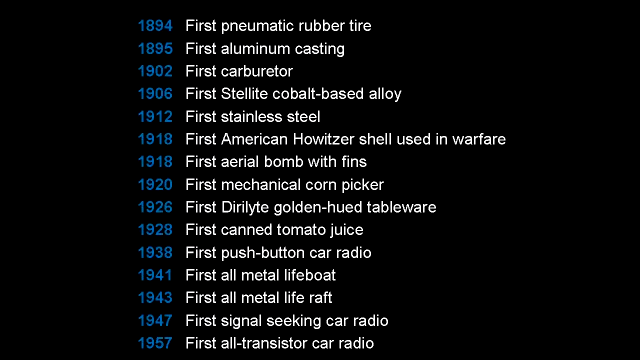 1894 First pneumatic rubber tire
1895 First aluminum casting
1902 First carburetor
1906 First Stellite cobalt-based alloy
1912 First stainless steel
1918 First American Howitzer shell used in warfare
1918 First aerial bomb with fins
1920 First mechanical corn picker
1926 First Dirilyte golden-hued tableware
1928 First canned tomato juice
1938 First push-button car radio
1941 First all metal lifeboat
1943 First all metal life raft
1947 First signal seeking car radio
1957 First all-transistor car radio